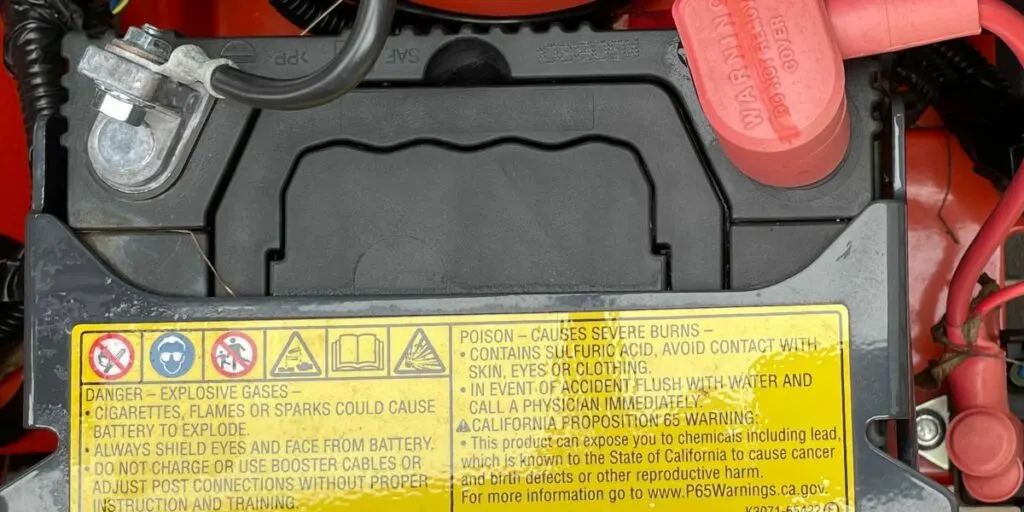 >PP<
SAF
WARNING
DO NOT REMOVE
COVER
DANGER – EXPLOSIVE GASES –
• CIGARETTES, FLAMES OR SPARKS COULD CAUSE
BATTERY TO EXPLODE.
• ALWAYS SHIELD EYES AND FACE FROM BATTERY.
• DO NOT CHARGE OR USE BOOSTER CABLES OR
ADJUST POST CONNECTIONS WITHOUT PROPER
INSTRUCTION AND TRAINING.
POISON – CAUSES SEVERE BURNS –
• CONTAINS SULFURIC ACID, AVOID CONTACT WITH
SKIN, EYES OR CLOTHING.
• IN EVENT OF ACCIDENT FLUSH WITH WATER AND
CALL A PHYSICIAN IMMEDIATELY.
CALIFORNIA PROPOSITION 65 WARNING:
• This product can expose you to chemicals including lead,
which is known to the State of California to cause cancer
and birth defects or other reproductive harm.
For more information go to www.P65Warnings.ca.gov.